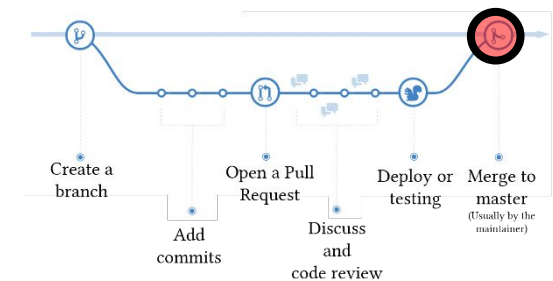 Create a
branch
Add
commits
Open a Pull
Request
Discuss
and
code review
Deploy or
testing
Merge to
master
(Usually by the
maintainer)